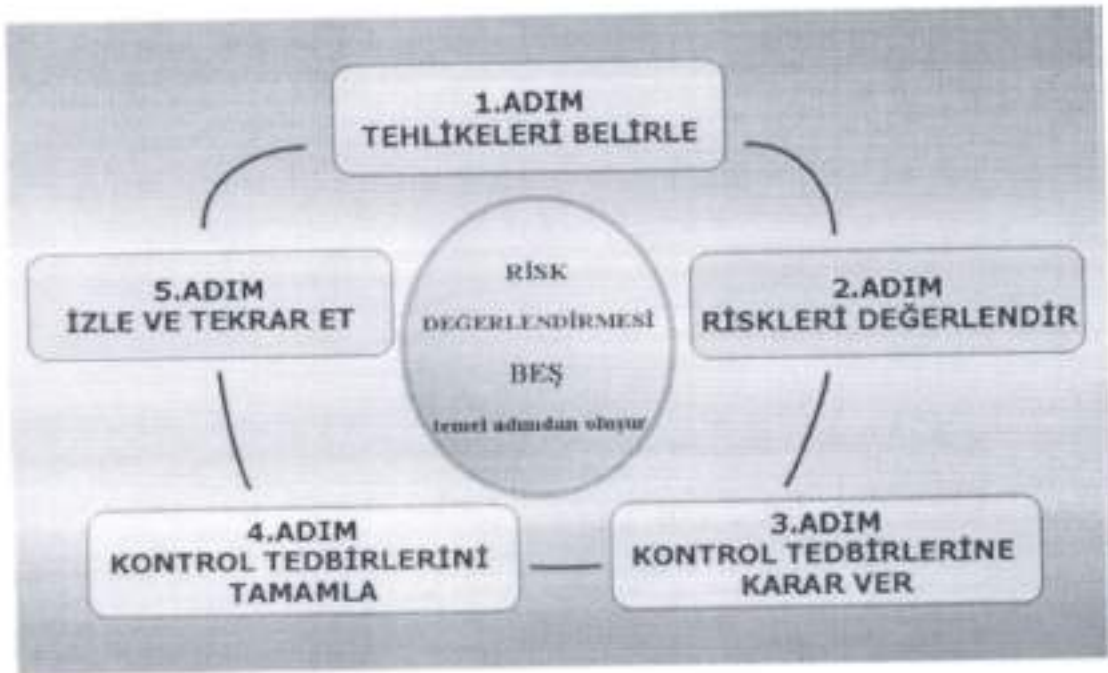 1.ADIM
TEHLİKELERİ BELİRLE
RİSK
DEĞERLENDİRMESİ
BEŞ
temel adımdan oluşur
2.ADIM
RİSKLERİ DEĞERLENDİR
3.ADIM
KONTROL TEDBİRLERİNE
KARAR VER
4.ADIM
KONTROL TEDBİRLERİNİ
TAMAMLA
5.ADIM
İZLE VE TEKRAR ET